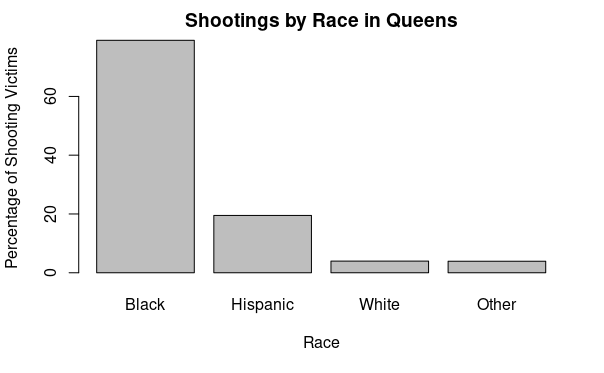 Shootings by Race in Queens
Percentage of Shooting Victims
60
40
20
0
Black Hispanic White Other
Race